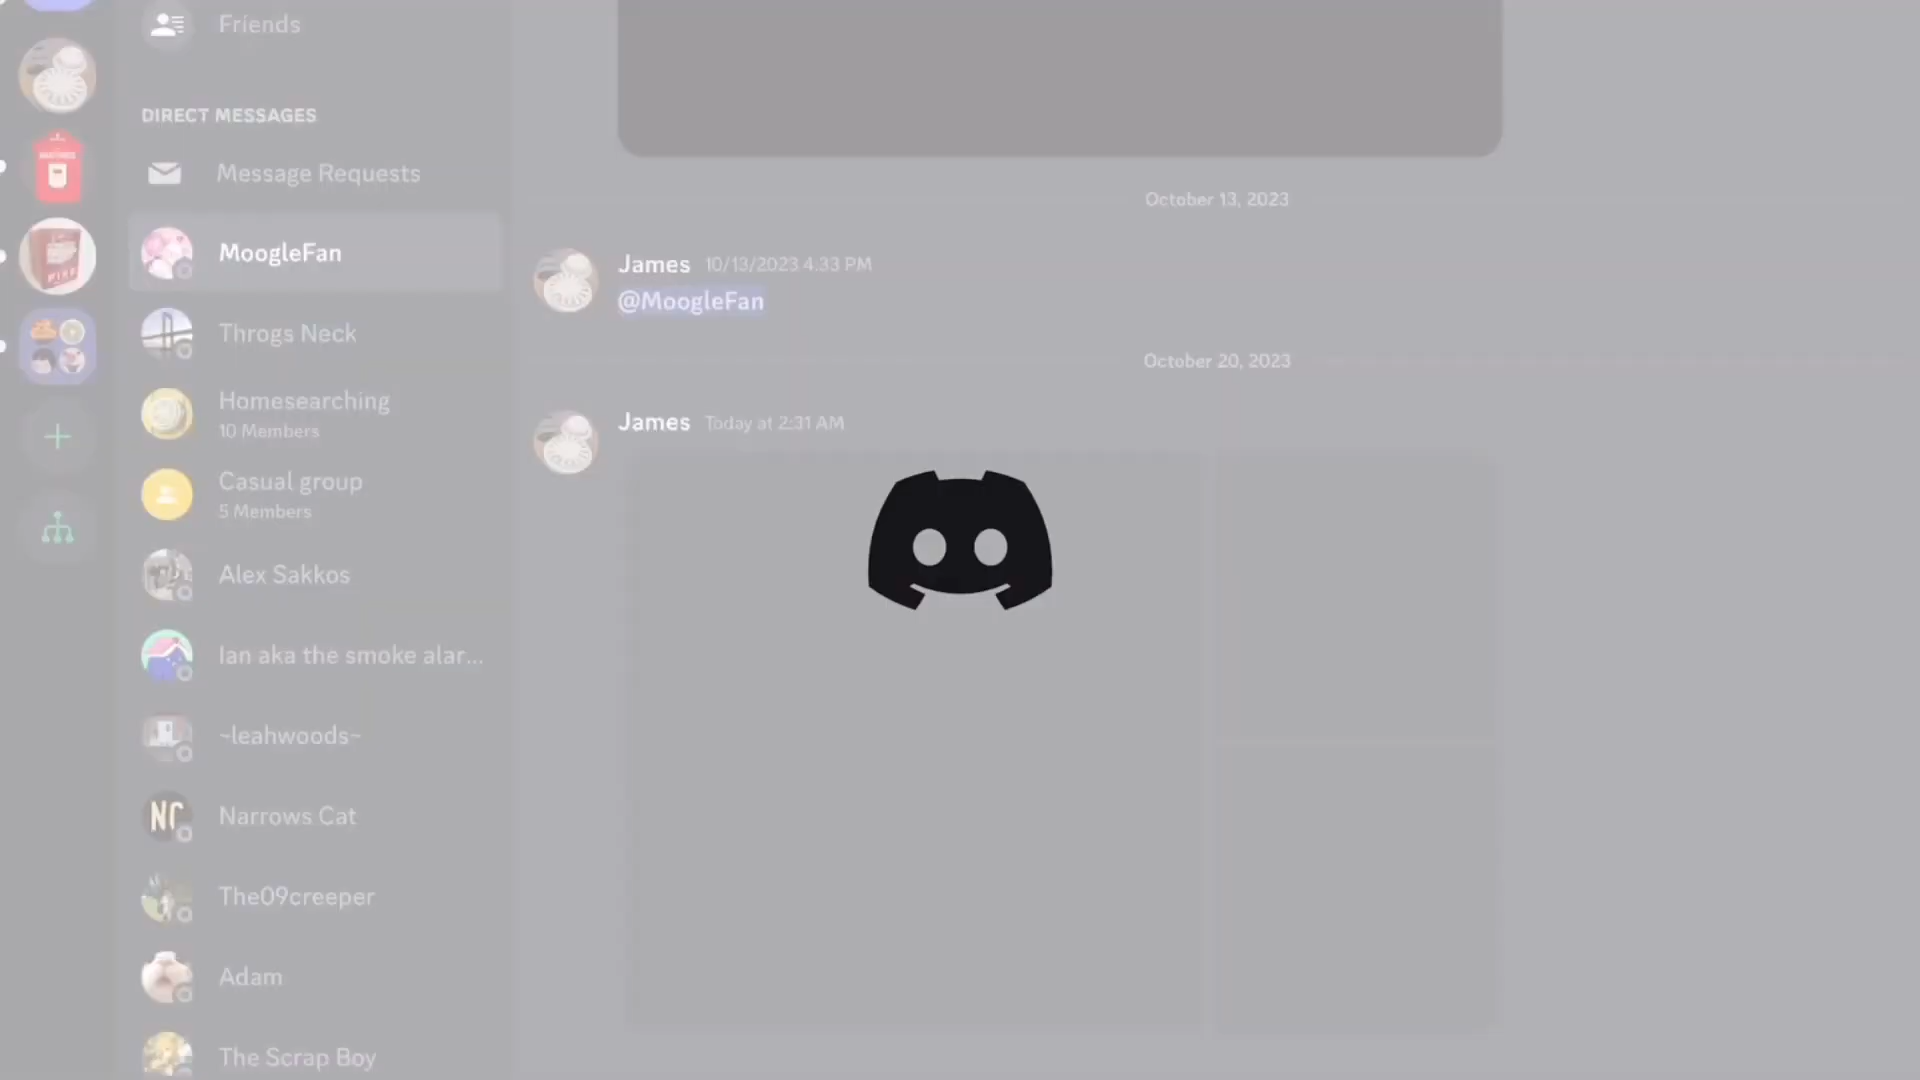 Friends
DIRECT MESSAGES
Message Requests
MoogleFan
Throgs Neck
Homesearching
10 Members
Casual group
5 Members
Alex Sakkos
Ian aka the smoke alar...
~leahwoods~
NC
Narrows Cat
The09creeper
Adam
The Scrap Boy
October 13, 2023
James 10/13/2023 4:33 PM
@MoogleFan
October 20, 2023
James Today at 2:31 AM